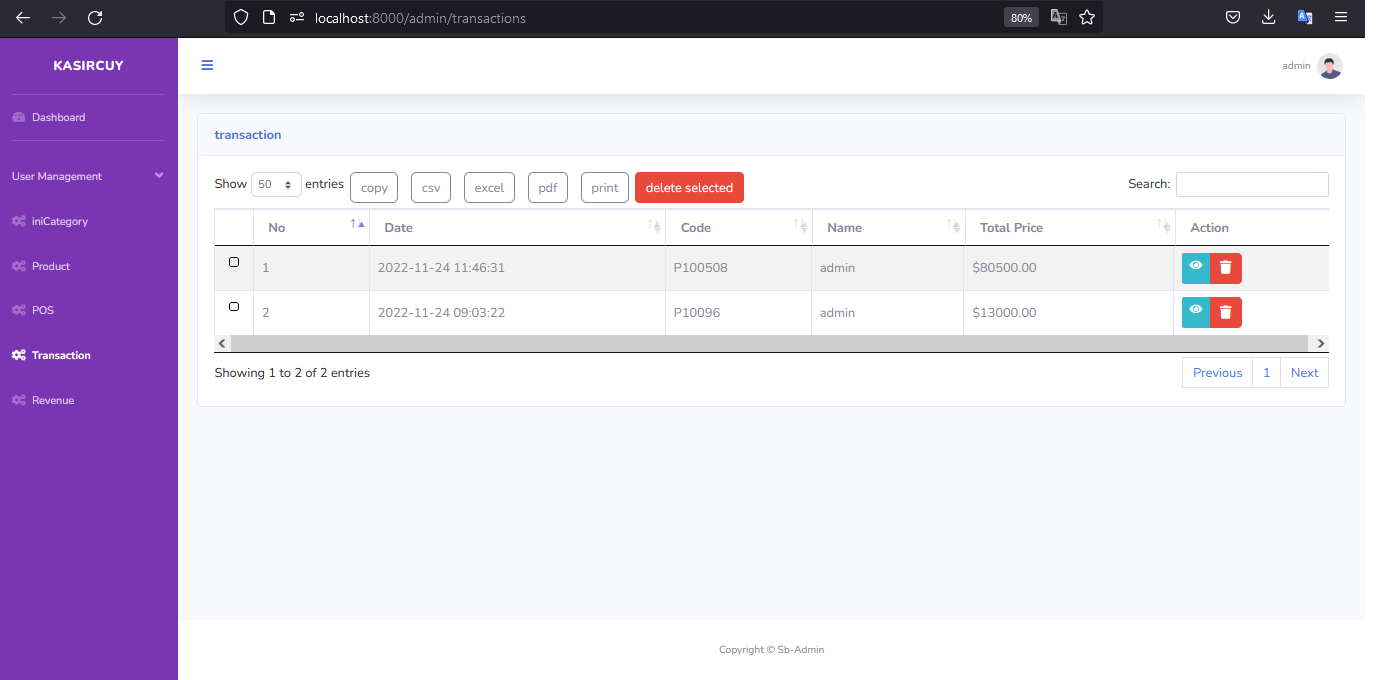 localhost:8000/admin/transactions
80%
KASIRCUY
admin
Dashboard
User Management
iniCategory
Product
POS
Transaction
Revenue
transaction
Show 50 entries copy csv excel pdf print delete selected Search:
No Date Code Name Total Price Action
1 2022-11-24 11:46:31 P100508 admin $80500.00
2 2022-11-24 09:03:22 P10096 admin $13000.00
Showing 1 to 2 of 2 entries
Previous 1 Next
Copyright © Sb-Admin